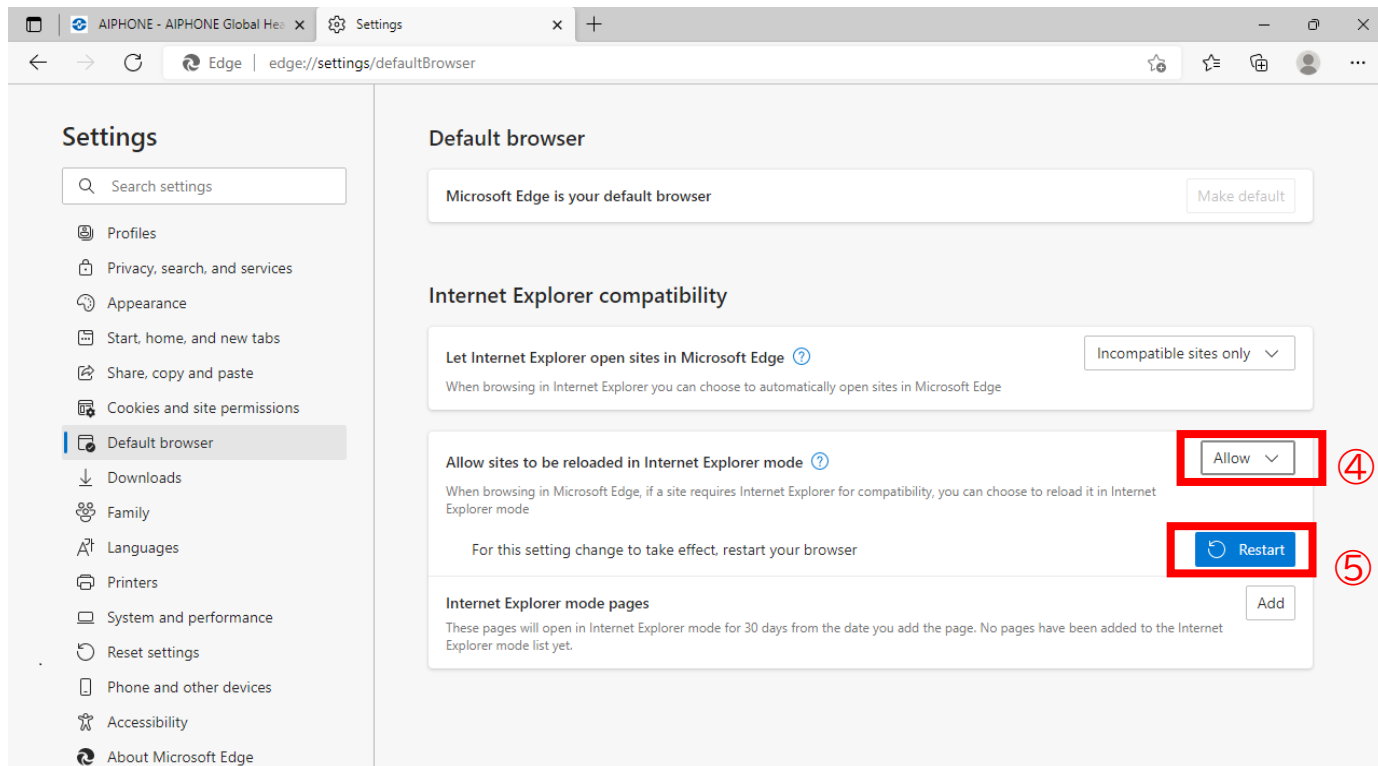 AIPHONE - AIPHONE Global Hea
Settings
Edge
edge://settings/defaultBrowser
Settings
Search settings
Profiles
Privacy, search, and services
Appearance
Start, home, and new tabs
Share, copy and paste
Cookies and site permissions
Default browser
Downloads
Family
Languages
Printers
System and performance
Reset settings
Phone and other devices
Accessibility
About Microsoft Edge
Default browser
Microsoft Edge is your default browser
Make default
Internet Explorer compatibility
Let Internet Explorer open sites in Microsoft Edge
Incompatible sites only
When browsing in Internet Explorer you can choose to automatically open sites in Microsoft Edge
Allow sites to be reloaded in Internet Explorer mode
Allow
④
When browsing in Microsoft Edge, if a site requires Internet Explorer for compatibility, you can choose to reload it in Internet
Explorer mode
For this setting change to take effect, restart your browser
Restart
⑤
Internet Explorer mode pages
Add
These pages will open in Internet Explorer mode for 30 days from the date you add the page. No pages have been added to the Internet
Explorer mode list yet.